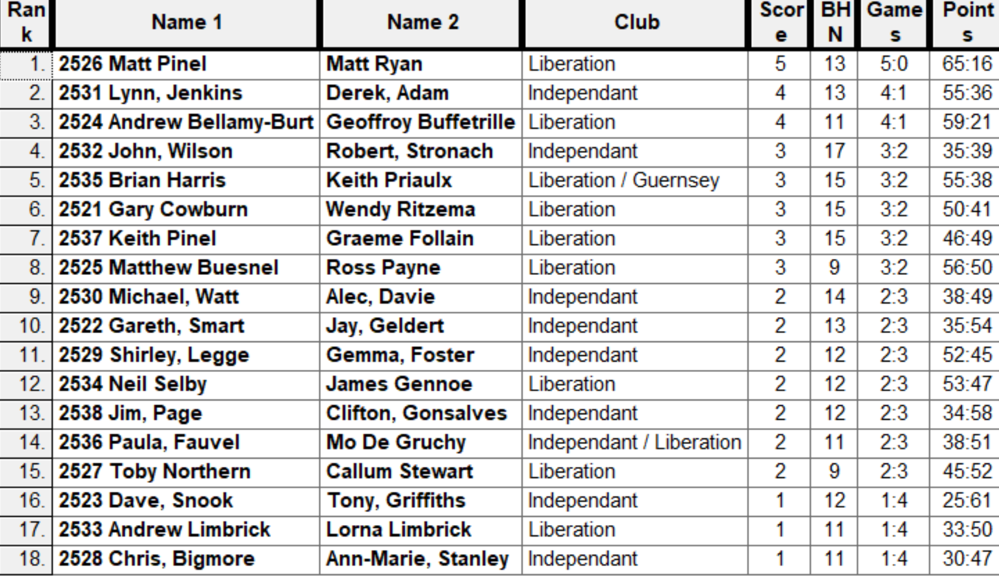 Rank Name 1 Name 2 Club Score BHN Games Points
1. 2526 Matt Pinel Matt Ryan Liberation 5 13 5:0 65:16
2. 2531 Lynn, Jenkins Derek, Adam Independant 4 13 4:1 55:36
3. 2524 Andrew Bellamy-Burt Geoffroy Buffetrille Liberation 4 11 4:1 59:21
4. 2532 John, Wilson Robert, Stronach Independant 3 17 3:2 35:39
5. 2535 Brian Harris Keith Priaulx Liberation / Guernsey 3 15 3:2 55:38
6. 2521 Gary Cowburn Wendy Ritzema Liberation 3 15 3:2 50:41
7. 2537 Keith Pinel Graeme Follain Liberation 3 15 3:2 46:49
8. 2525 Matthew Buesnel Ross Payne Liberation 3 9 3:2 56:50
9. 2530 Michael, Watt Alec, Davie Independant 2 14 2:3 38:49
10. 2522 Gareth, Smart Jay, Geldert Independant 2 13 2:3 35:54
11. 2529 Shirley, Legge Gemma, Foster Independant 2 12 2:3 52:45
12. 2534 Neil Selby James Gennoe Liberation 2 12 2:3 53:47
13. 2538 Jim, Page Clifton, Gonsalves Independant 2 12 2:3 34:58
14. 2536 Paula, Fauvel Mo De Gruchy Independant / Liberation 2 11 2:3 38:51
15. 2527 Toby Northern Callum Stewart Liberation 2 9 2:3 45:52
16. 2523 Dave, Snook Tony, Griffiths Independant 1 12 1:4 25:61
17. 2533 Andrew Limbrick Lorna Limbrick Liberation 1 11 1:4 33:50
18. 2528 Chris, Bigmore Ann-Marie, Stanley Independant 1 11 1:4 30:47